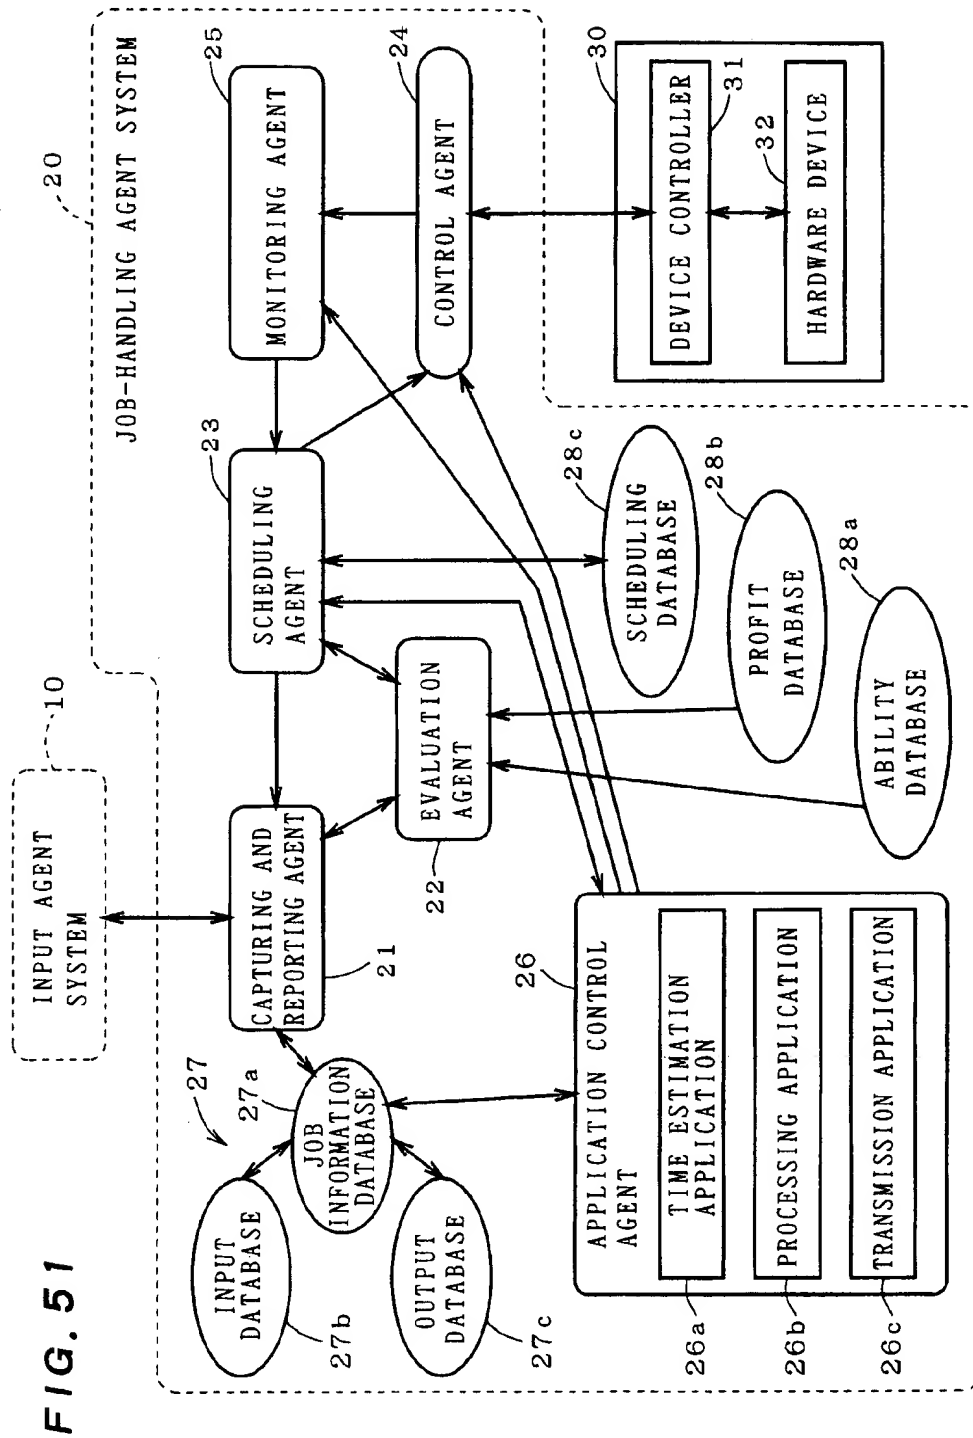 FIG. 51
INPUT AGENT
SYSTEM
10
20
JOB-HANDLING AGENT SYSTEM
27
INPUT
DATABASE
27b
27a
JOB
INFORMATION
DATABASE
OUTPUT
DATABASE
27c
CAPTURING AND
REPORTING AGENT
21
SCHEDULING
AGENT
23
MONITORING AGENT
25
EVALUATION
AGENT
22
CONTROL AGENT
24
APPLICATION CONTROL
AGENT
26
TIME ESTIMATION
APPLICATION
26a
PROCESSING APPLICATION
26b
TRANSMISSION APPLICATION
26c
SCHEDULING
DATABASE
28c
PROFIT
DATABASE
28b
ABILITY
DATABASE
28a
30
DEVICE CONTROLLER
31
HARDWARE DEVICE
32